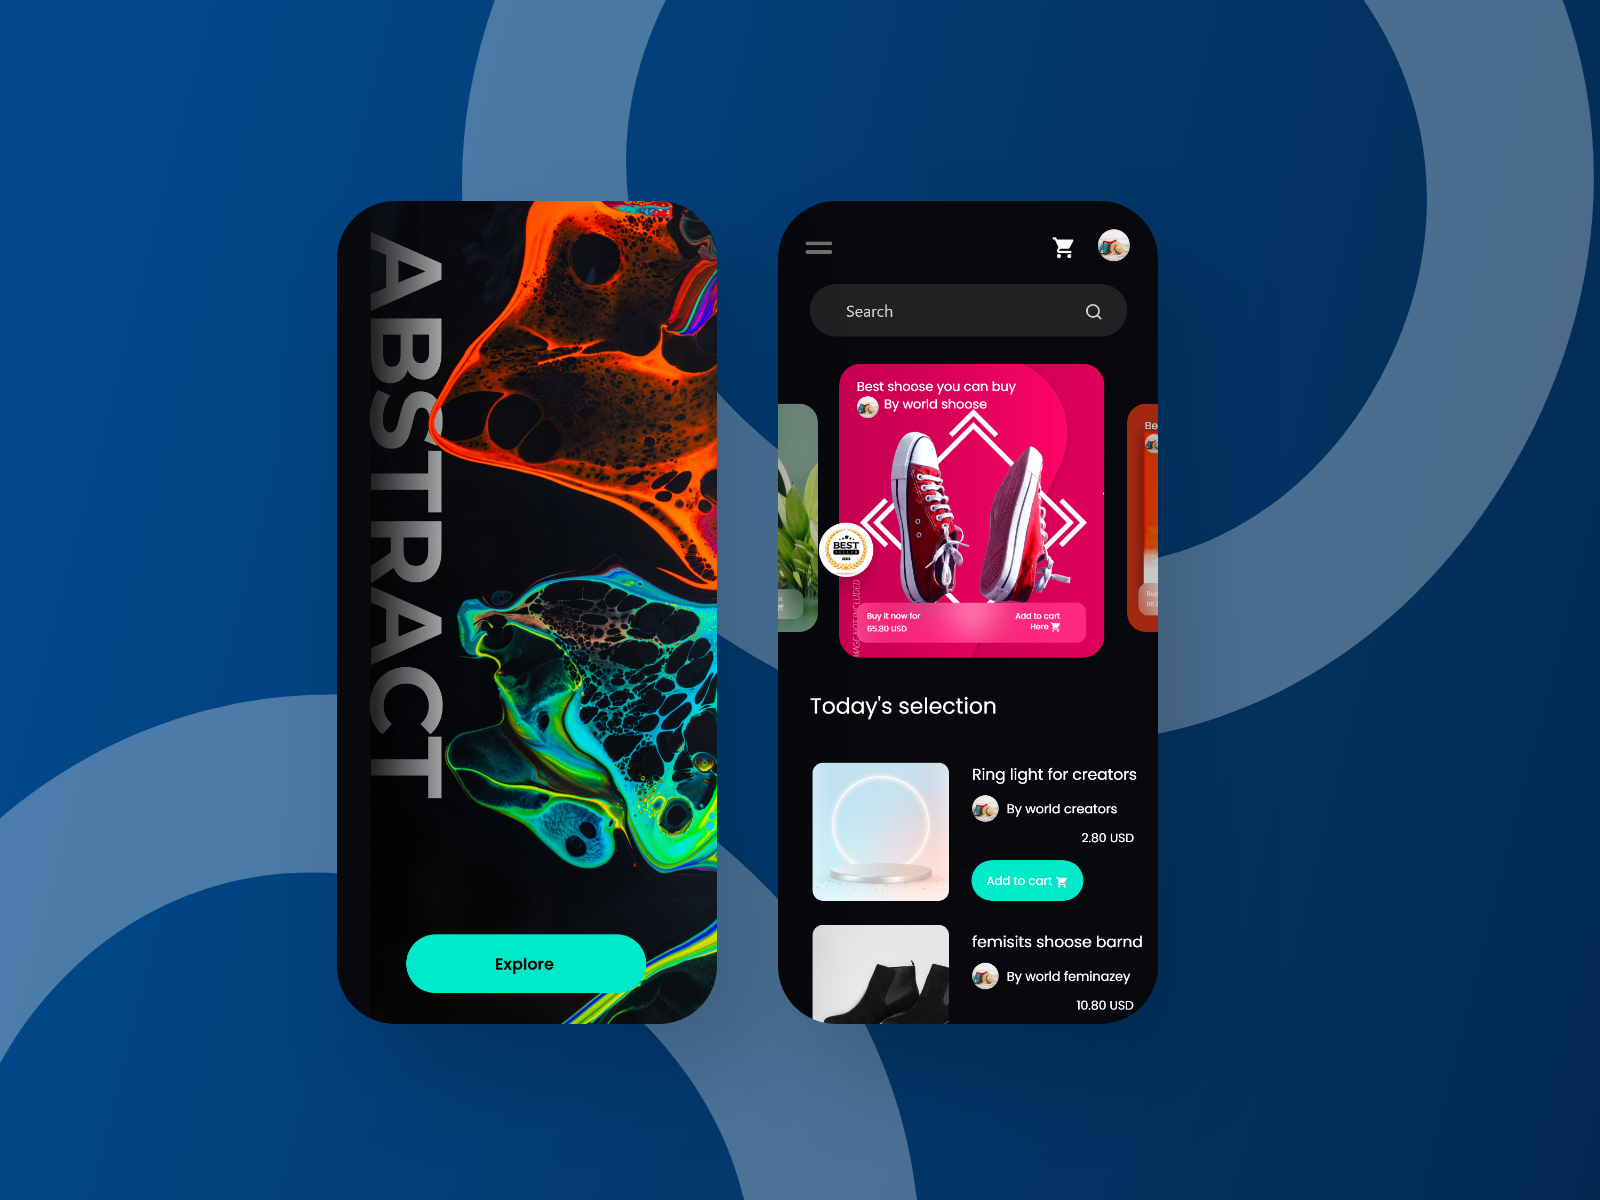 ABSTRACT
Explore
Search
Best shoose you can buy
By world shoose
Be
BEST
Buy it now for
65.80 USD
Add to cart
Here
Today's selection
Ring light for creators
By world creators
2.80 USD
Add to cart
femisits shoose barnd
By world feminazey
10.80 USD